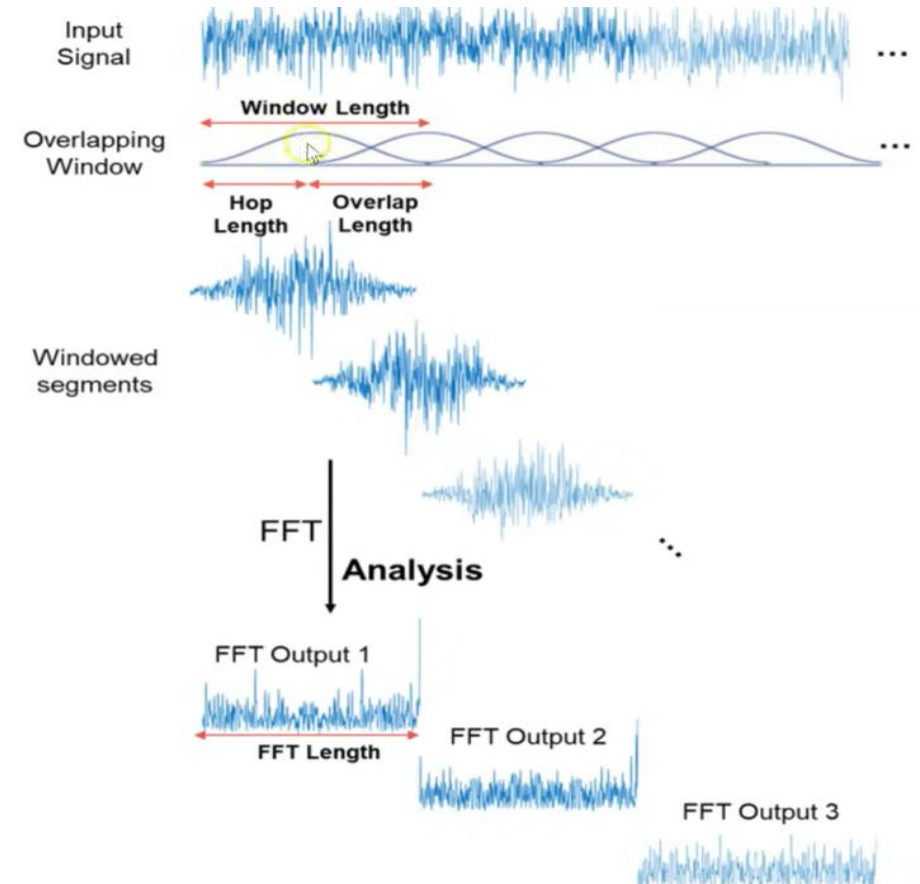 Input
Signal
...
Window Length
Overlapping
Window
...
Hop
Length
Overlap
Length
Windowed
segments
FFT
Analysis
...
FFT Output 1
FFT Length
FFT Output 2
FFT Output 3